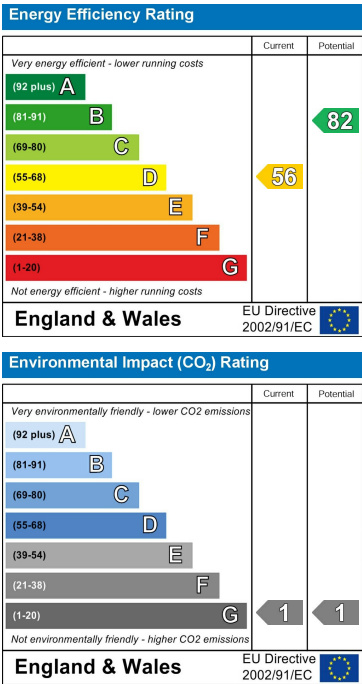 Energy Efficiency Rating
Current Potential
Very energy efficient - lower running costs
(92 plus) A
(81-91) B
82
(69-80) C
(55-68) D
56
(39-54) E
(21-38) F
(1-20) G
Not energy efficient - higher running costs
England & Wales
EU Directive
2002/91/EC
Environmental Impact (CO₂) Rating
Current Potential
Very environmentally friendly - lower CO2 emissions
(92 plus) A
(81-91) B
(69-80) C
(55-68) D
(39-54) E
(21-38) F
(1-20) G
1 1
Not environmentally friendly - higher CO2 emissions
England & Wales
EU Directive
2002/91/EC